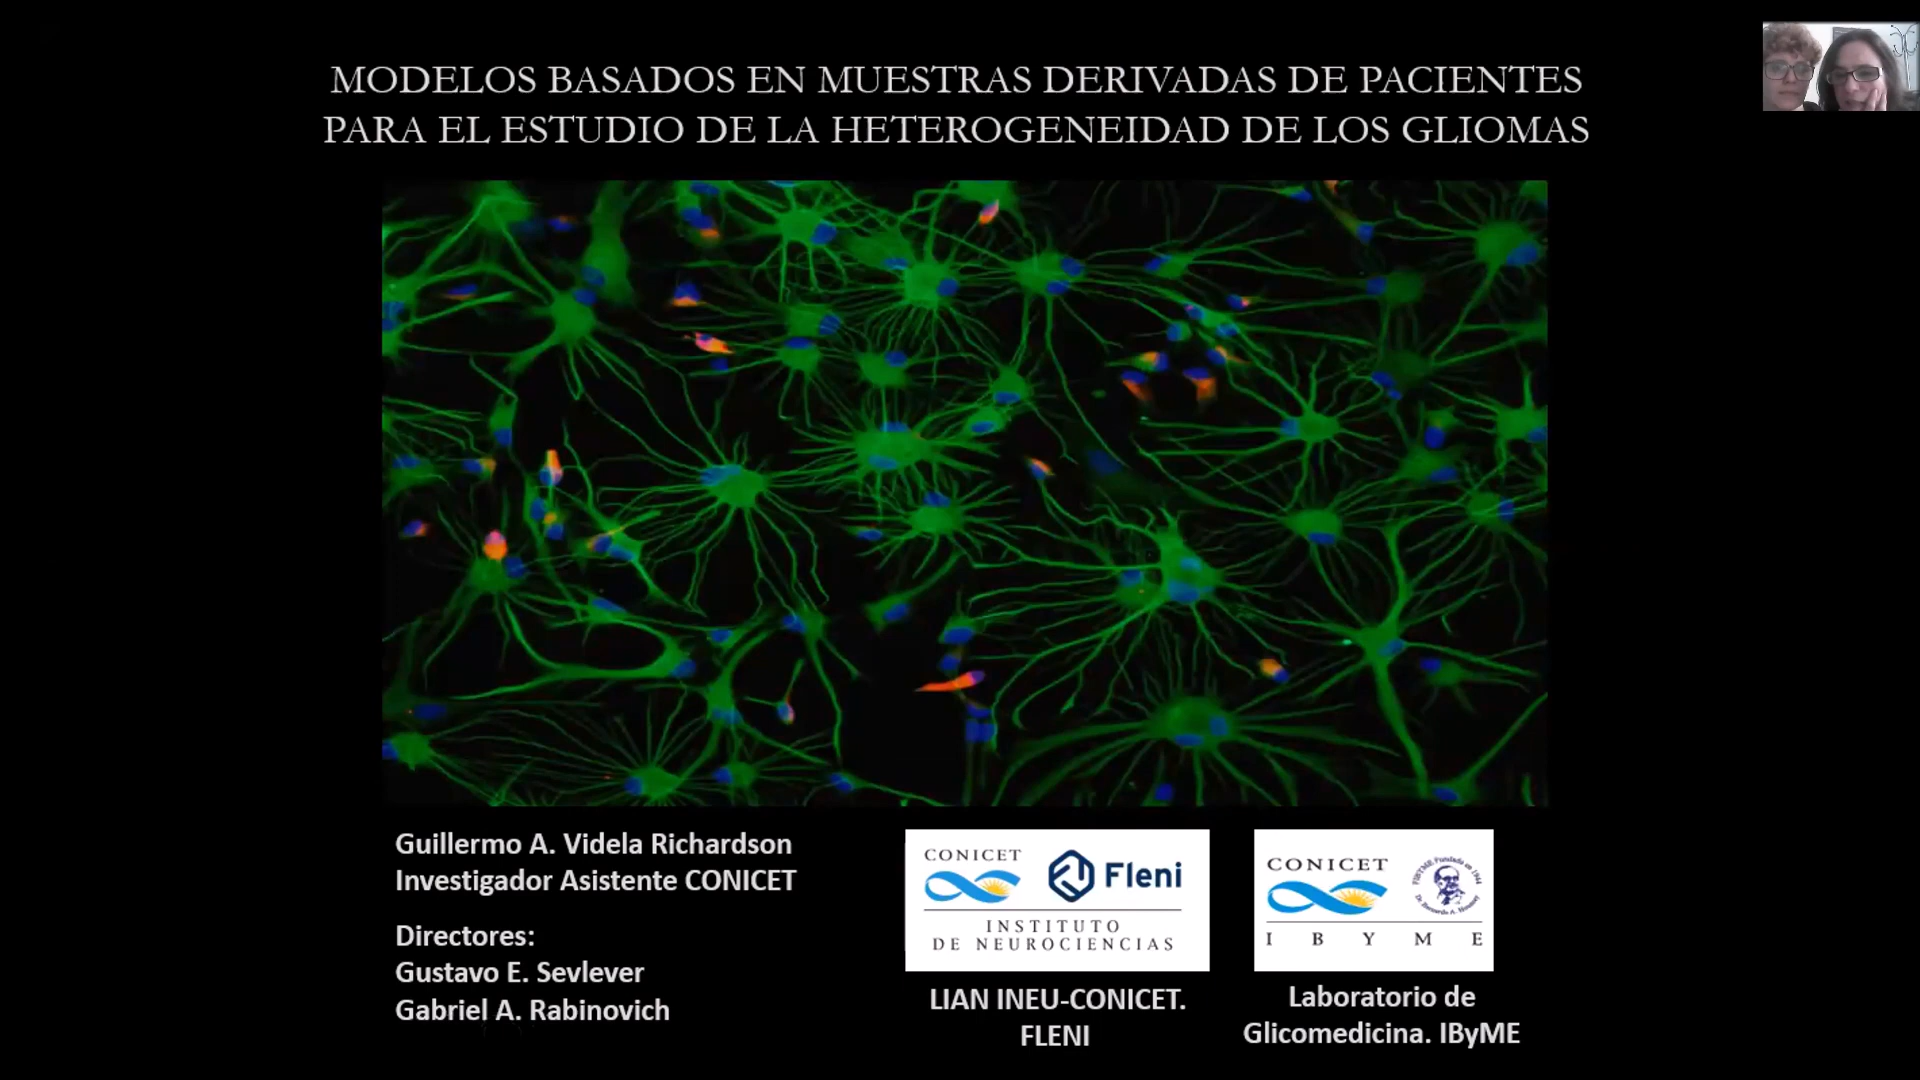 MODELOS BASADOS EN MUESTRAS DERIVADAS DE PACIENTES
PARA EL ESTUDIO DE LA HETEROGENEIDAD DE LOS GLIOMAS
Guillermo A. Videla Richardson
Investigador Asistente CONICET
Directores:
Gustavo E. Sevlever
Gabriel A. Rabinovich
CONICET
Fleni
INSTITUTO
DE NEUROCIENCIAS
LIAN INEU-CONICET.
FLENI
CONICET
I B Y M E
Laboratorio de
Glicomedicina. IByME